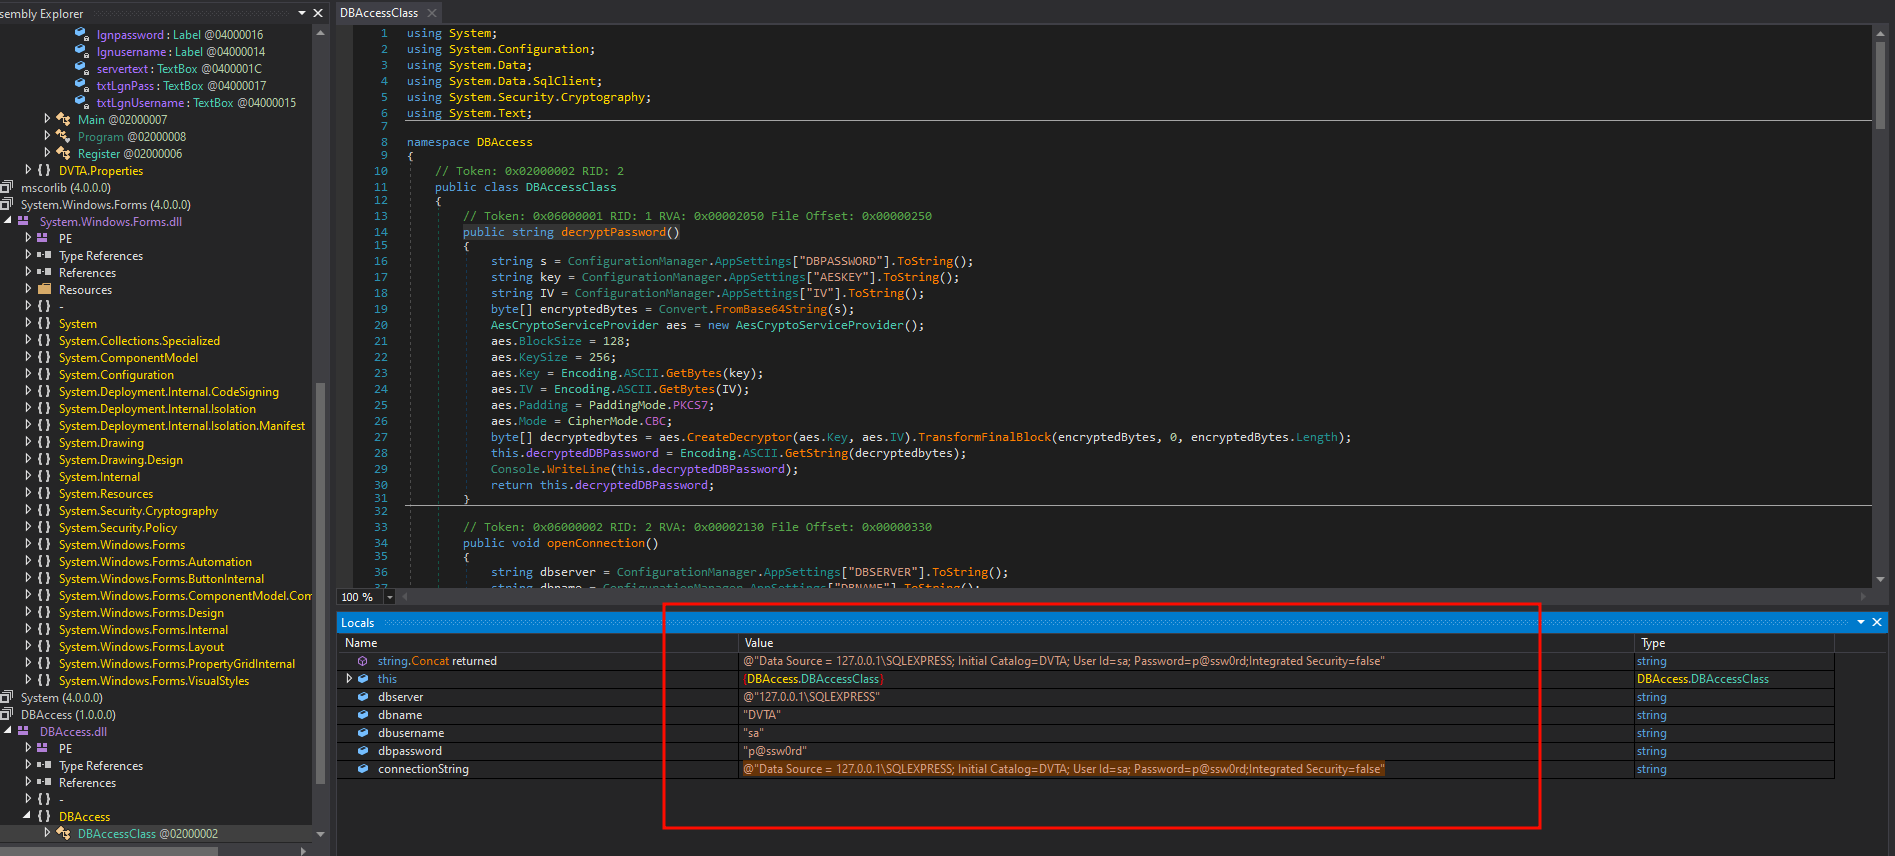 sembly Explorer
lgnpassword : Label @04000016
lgnusername : Label @04000014
servertext : TextBox @0400001C
txtLgnPass : TextBox @04000017
txtLgnUsername : TextBox @04000015
Main @02000007
Program @02000008
Register @02000006
{ } DVTA.Properties
mscorlib (4.0.0.0)
System.Windows.Forms (4.0.0.0)
System.Windows.Forms.dll
PE
Type References
References
Resources
{ } -
{ } System
{ } System.Collections.Specialized
{ } System.ComponentModel
{ } System.Configuration
{ } System.Deployment.Internal.CodeSigning
{ } System.Deployment.Internal.Isolation
{ } System.Deployment.Internal.Isolation.Manifest
{ } System.Drawing
{ } System.Drawing.Design
{ } System.Internal
{ } System.Resources
{ } System.Security.Cryptography
{ } System.Security.Policy
{ } System.Windows.Forms
{ } System.Windows.Forms.Automation
{ } System.Windows.Forms.ButtonInternal
{ } System.Windows.Forms.ComponentModel.Com
{ } System.Windows.Forms.Design
{ } System.Windows.Forms.Internal
{ } System.Windows.Forms.Layout
{ } System.Windows.Forms.PropertyGridInternal
{ } System.Windows.Forms.VisualStyles
System (4.0.0.0)
DBAccess (1.0.0.0)
DBAccess.dll
PE
Type References
References
{ } -
{ } DBAccess
DBAccessClass @02000002
DBAccessClass
1 using System;
2 using System.Configuration;
3 using System.Data;
4 using System.Data.SqlClient;
5 using System.Security.Cryptography;
6 using System.Text;
7
8 namespace DBAccess
9 {
10 // Token: 0x02000002 RID: 2
11 public class DBAccessClass
12 {
13 // Token: 0x06000001 RID: 1 RVA: 0x00002050 File Offset: 0x00000250
14 public string decryptPassword()
15 {
16 string s = ConfigurationManager.AppSettings["DBPASSWORD"].ToString();
17 string key = ConfigurationManager.AppSettings["AESKEY"].ToString();
18 string IV = ConfigurationManager.AppSettings["IV"].ToString();
19 byte[] encryptedBytes = Convert.FromBase64String(s);
20 AesCryptoServiceProvider aes = new AesCryptoServiceProvider();
21 aes.BlockSize = 128;
22 aes.KeySize = 256;
23 aes.Key = Encoding.ASCII.GetBytes(key);
24 aes.IV = Encoding.ASCII.GetBytes(IV);
25 aes.Padding = PaddingMode.PKCS7;
26 aes.Mode = CipherMode.CBC;
27 byte[] decryptedbytes = aes.CreateDecryptor(aes.Key, aes.IV).TransformFinalBlock(encryptedBytes, 0, encryptedBytes.Length);
28 this.decryptedDBPassword = Encoding.ASCII.GetString(decryptedbytes);
29 Console.WriteLine(this.decryptedDBPassword);
30 return this.decryptedDBPassword;
31 }
32
33 // Token: 0x06000002 RID: 2 RVA: 0x00002130 File Offset: 0x00000330
34 public void openConnection()
35 {
36 string dbserver = ConfigurationManager.AppSettings["DBSERVER"].ToString();
37 string dbname = ConfigurationManager.AppSettings["DBNAME"].ToString();
100 %
Locals
Name Value Type
string.Concat returned @"Data Source = 127.0.0.1\SQLEXPRESS; Initial Catalog=DVTA; User Id=sa; Password=p@ssw0rd;Integrated Security=false" string
this {DBAccess.DBAccessClass} DBAccess.DBAccessClass
dbserver @"127.0.0.1\SQLEXPRESS" string
dbname "DVTA" string
dbusername "sa" string
dbpassword "p@ssw0rd" string
connectionString @"Data Source = 127.0.0.1\SQLEXPRESS; Initial Catalog=DVTA; User Id=sa; Password=p@ssw0rd;Integrated Security=false" string